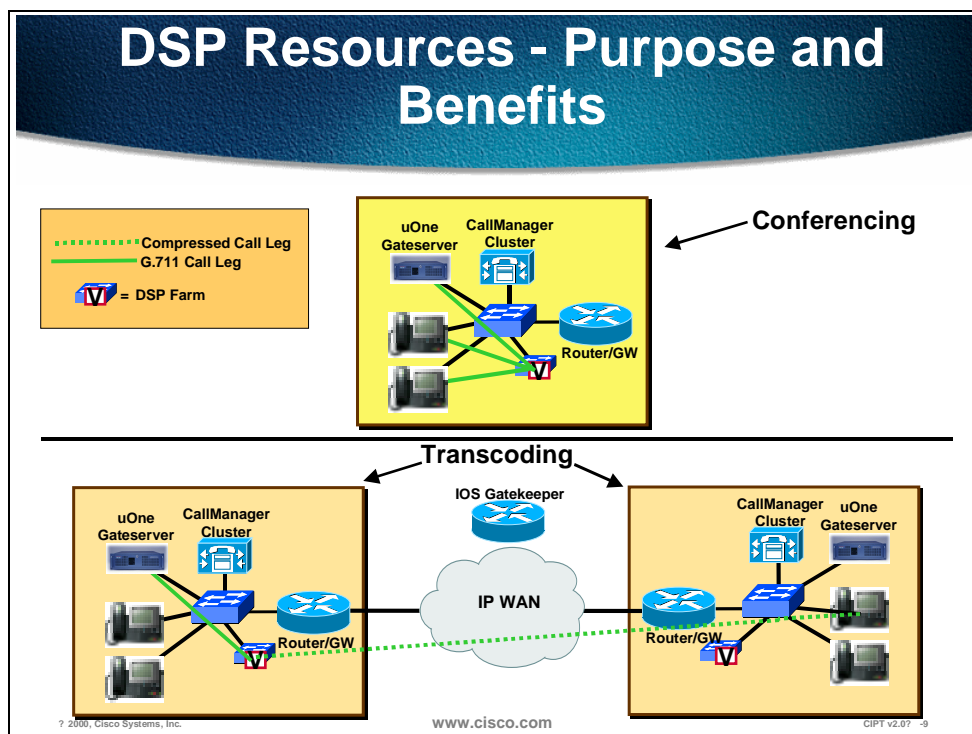 DSP Resources - Purpose and
Benefits
Compressed Call Leg
G.711 Call Leg
V
= DSP Farm
uOne
Gateserver
CallManager
Cluster
Router/GW
V
Conferencing
Transcoding
uOne
Gateserver
CallManager
Cluster
Router/GW
V
IOS Gatekeeper
IP WAN
CallManager
Cluster
uOne
Gateserver
Router/GW
V
? 2000, Cisco Systems, Inc.
www.cisco.com
CIPT v2.0? -9